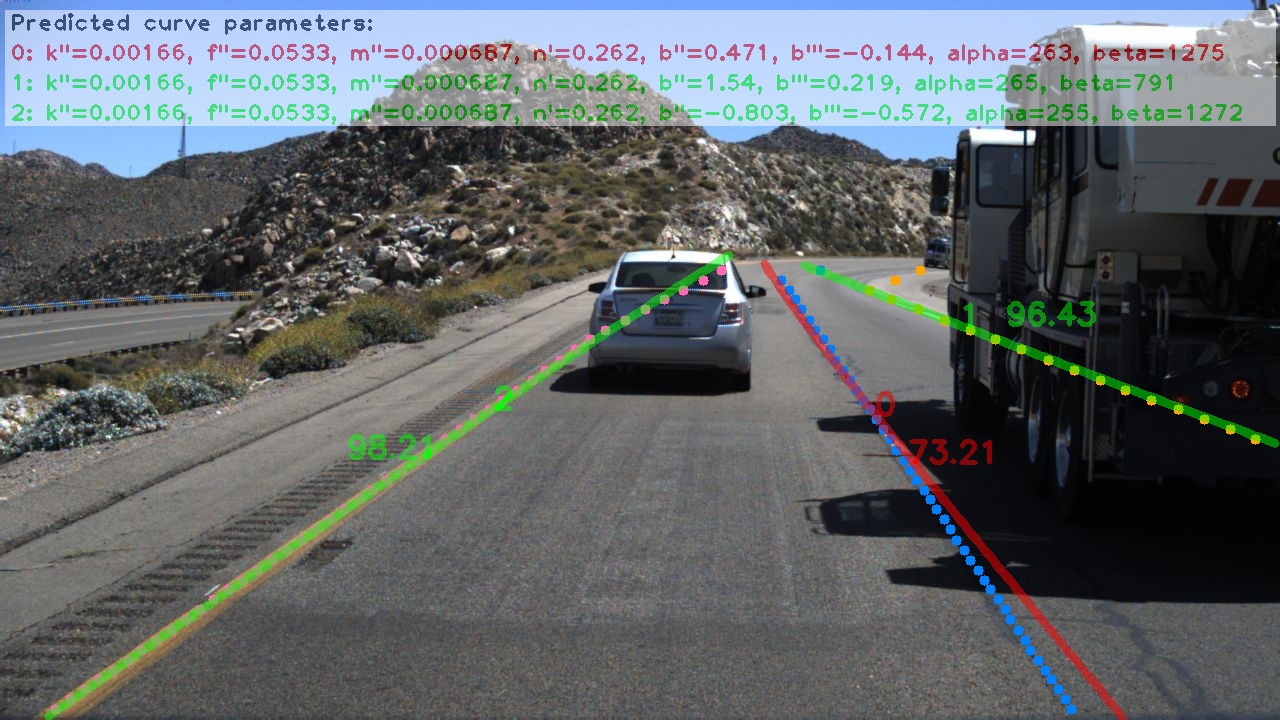 Predicted curve parameters:
0: k''=0.00166, f''=0.0533, m''=0.000687, n'=0.262, b''=0.471, b'''=−0.144, alpha=263, beta=1275
1: k''=0.00166, f''=0.0533, m''=0.000687, n'=0.262, b''=1.54, b'''=0.219, alpha=265, beta=791
2: k''=0.00166, f''=0.0533, m''=0.000687, n'=0.262, b''=−0.803, b'''=−0.572, alpha=255, beta=1272
1 96.43
2
0
98.21
73.21